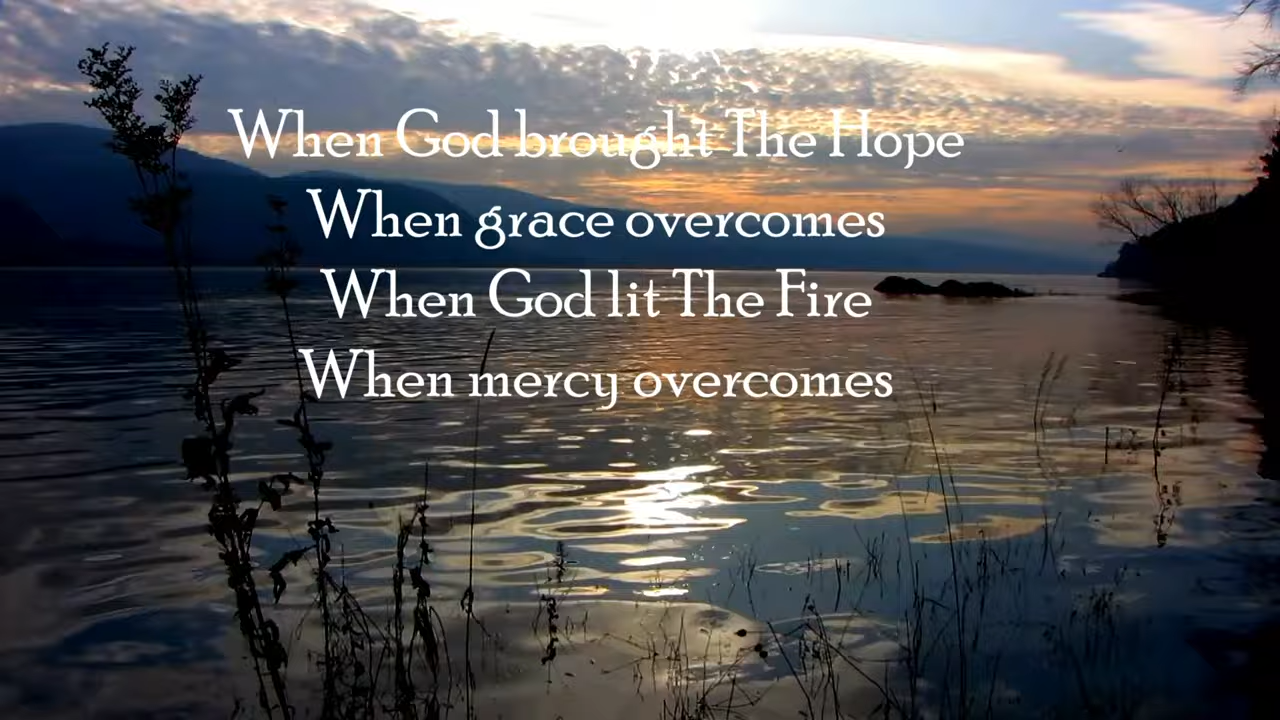 When God brought The Hope
When grace overcomes
When God lit The Fire
When mercy overcomes